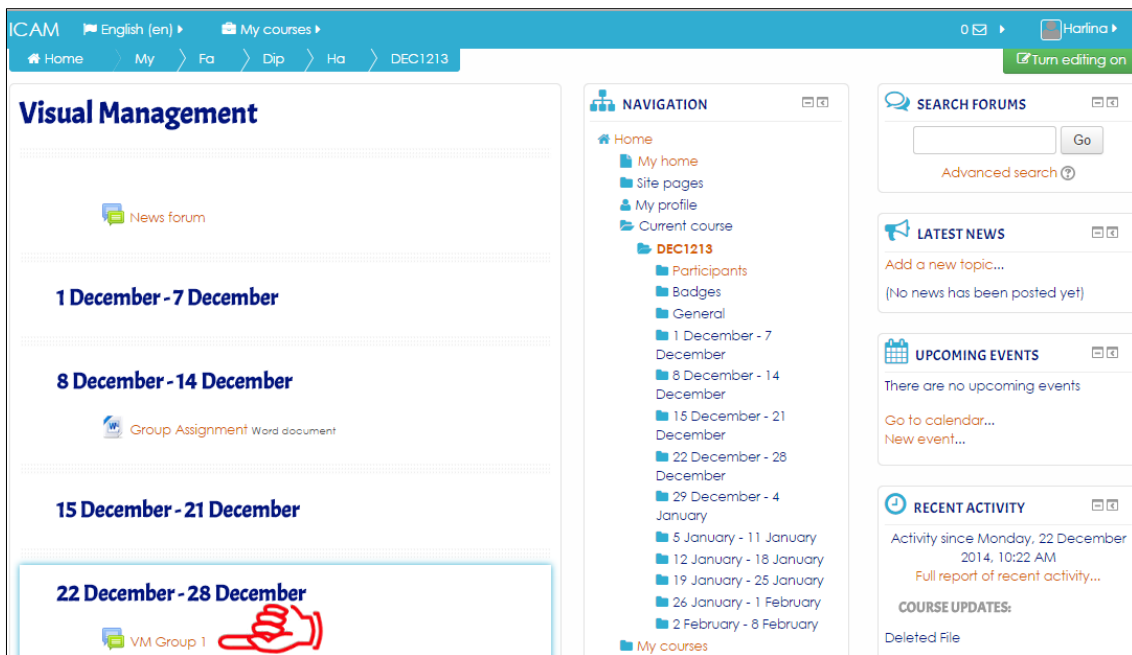 ICAM English (en) My courses 0 Harlina
Home My Fa Dip Ha DEC1213 Turn editing on
Visual Management
News forum
1 December - 7 December
8 December - 14 December
Group Assignment Word document
15 December - 21 December
22 December - 28 December
VM Group 1
NAVIGATION
Home
My home
Site pages
My profile
Current course
DEC1213
Participants
Badges
General
1 December - 7
December
8 December - 14
December
15 December - 21
December
22 December - 28
December
29 December - 4
January
5 January - 11 January
12 January - 18 January
19 January - 25 January
26 January - 1 February
2 February - 8 February
My courses
SEARCH FORUMS
Go
Advanced search ?
LATEST NEWS
Add a new topic...
(No news has been posted yet)
UPCOMING EVENTS
There are no upcoming events
Go to calendar...
New event...
RECENT ACTIVITY
Activity since Monday, 22 December
2014, 10:22 AM
Full report of recent activity...
COURSE UPDATES:
Deleted File